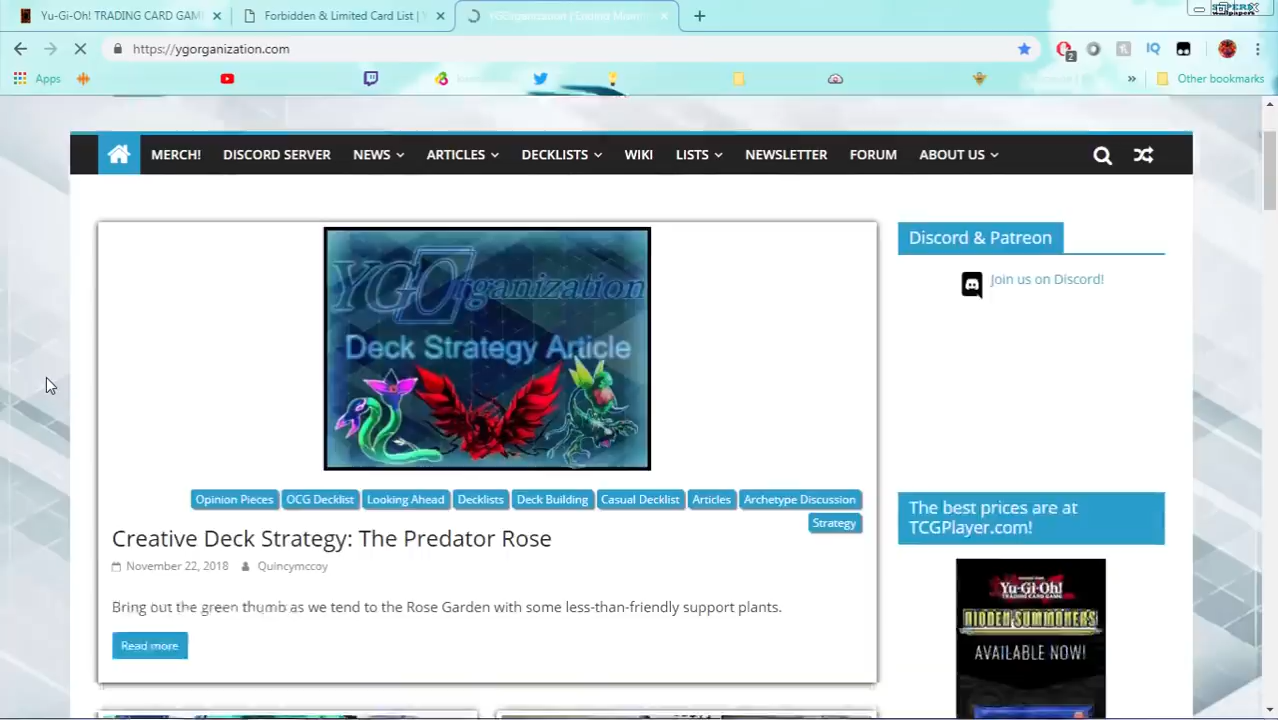 Yu-Gi-Oh! TRADING CARD GAM
Forbidden & Limited Card List | Y
YGOrganization |
https://ygorganization.com
2
IQ
Apps
Other bookmarks
MERCH!
DISCORD SERVER
NEWS
ARTICLES
DECKLISTS
WIKI
LISTS
NEWSLETTER
FORUM
ABOUT US
YGOrganization
Deck Strategy Article
Opinion Pieces
OCG Decklist
Looking Ahead
Decklists
Deck Building
Casual Decklist
Articles
Archetype Discussion
Strategy
Creative Deck Strategy: The Predator Rose
November 22, 2018
Quincymccoy
Bring out the green thumb as we tend to the Rose Garden with some less-than-friendly support plants.
Read more
Discord & Patreon
Join us on Discord!
The best prices are at
TCGPlayer.com!
Yu-Gi-Oh!
TRADING CARD GAME
HIDDEN SUMMONERS
AVAILABLE NOW!